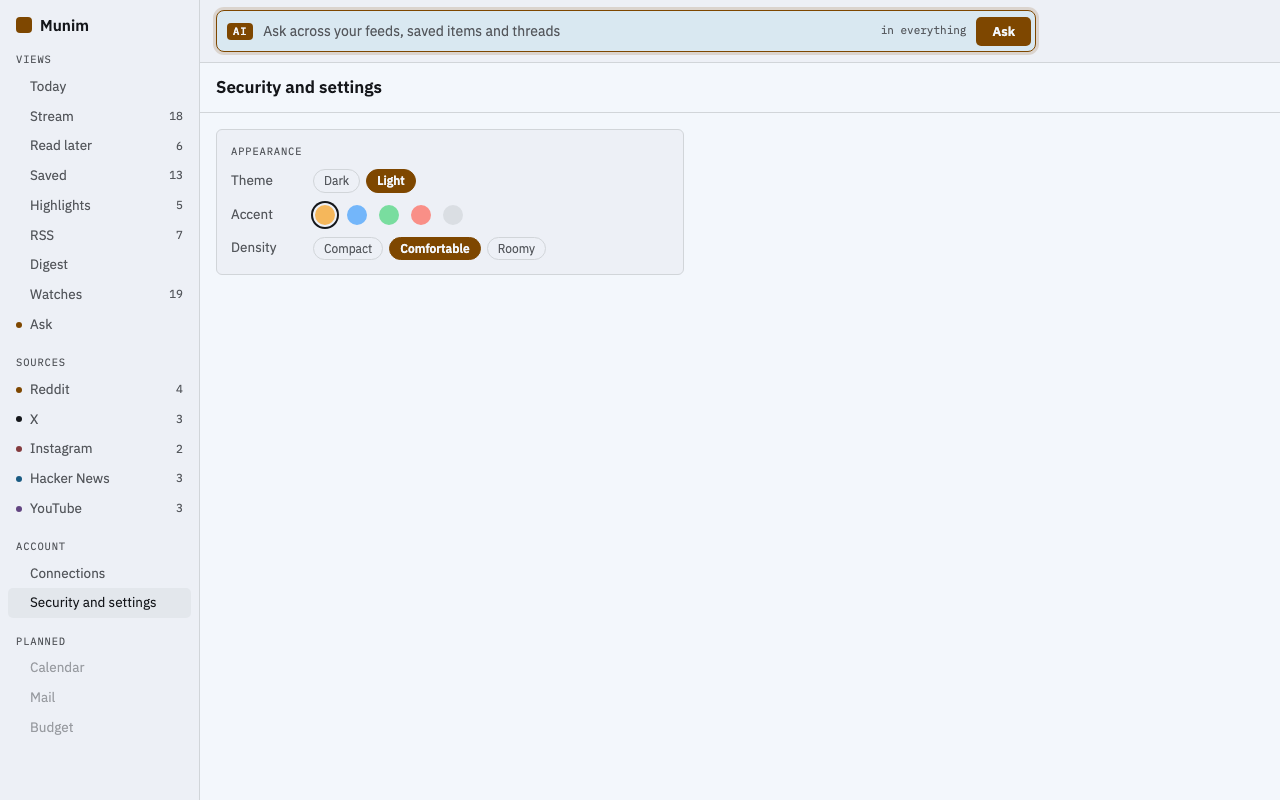 Munim
VIEWS
Today
Stream 18
Read later 6
Saved 13
Highlights 5
RSS 7
Digest
Watches 19
Ask
SOURCES
Reddit 4
X 3
Instagram 2
Hacker News 3
YouTube 3
ACCOUNT
Connections
Security and settings
PLANNED
Calendar
Mail
Budget
AI Ask across your feeds, saved items and threads in everything Ask
Security and settings
APPEARANCE
Theme Dark Light
Accent
Density Compact Comfortable Roomy